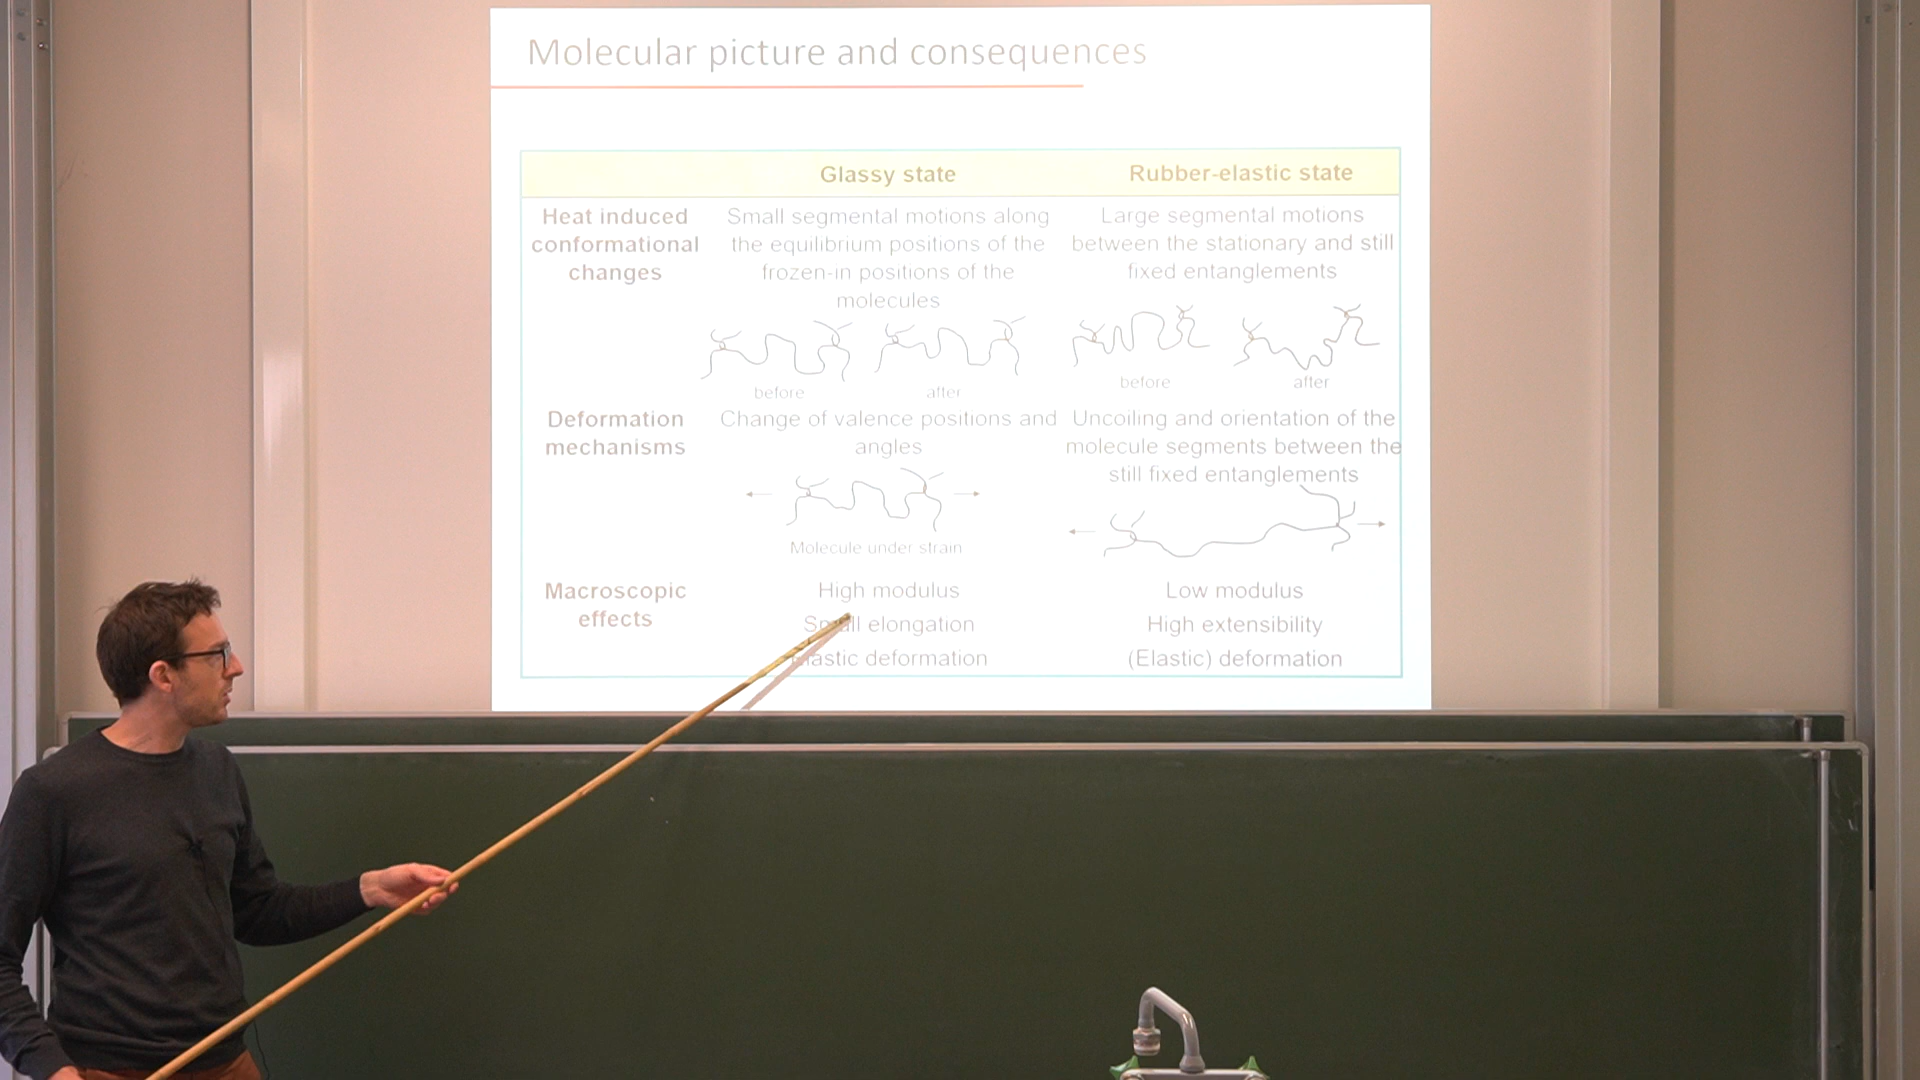 Molecular picture and consequences
Glassy state
Rubber-elastic state
Heat induced
conformational
changes
Small segmental motions along
the equilibrium positions of the
frozen-in positions of the
molecules
Large segmental motions
between the stationary and still
fixed entanglements
before
after
before
after
Deformation
mechanisms
Change of valence positions and
angles
Uncoiling and orientation of the
molecule segments between the
still fixed entanglements
Molecule under strain
Macroscopic
effects
High modulus
Small elongation
Elastic deformation
Low modulus
High extensibility
(Elastic) deformation